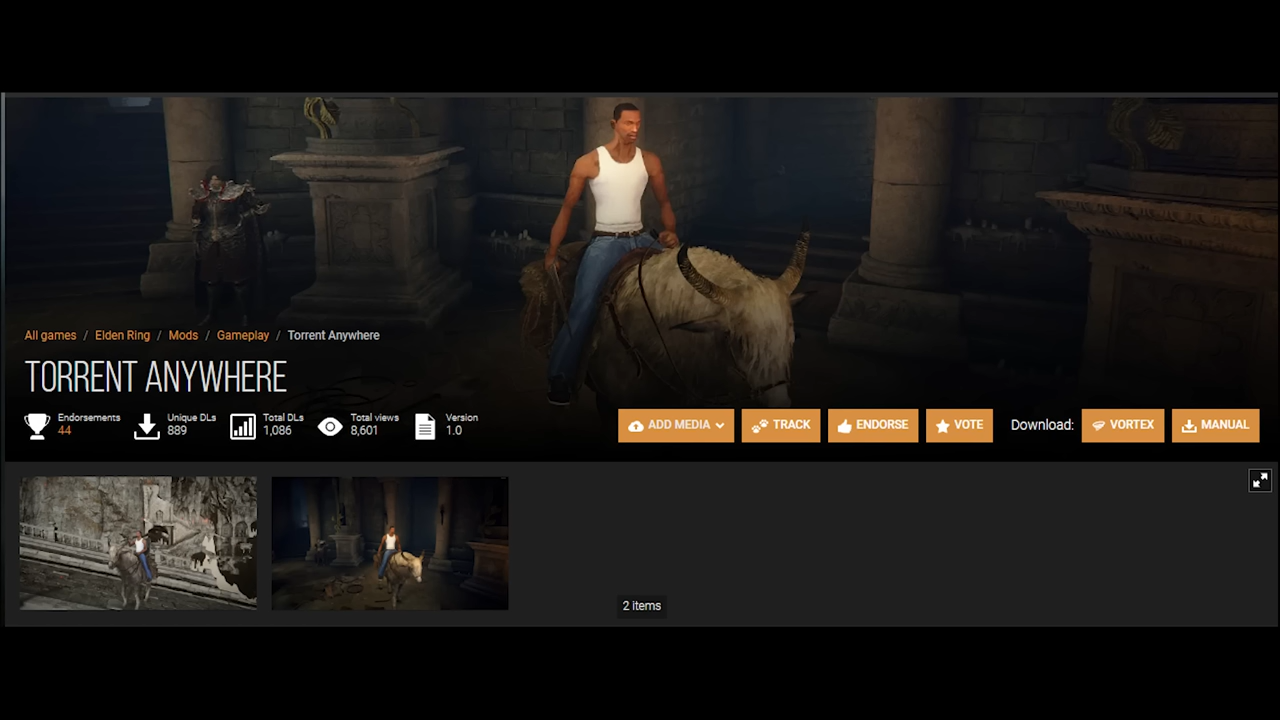 All games / Elden Ring / Mods / Gameplay / Torrent Anywhere
TORRENT ANYWHERE
Endorsements
44
Unique DLs
889
Total DLs
1,086
Total views
8,601
Version
1.0
ADD MEDIA
TRACK
ENDORSE
VOTE
Download:
VORTEX
MANUAL
2 items